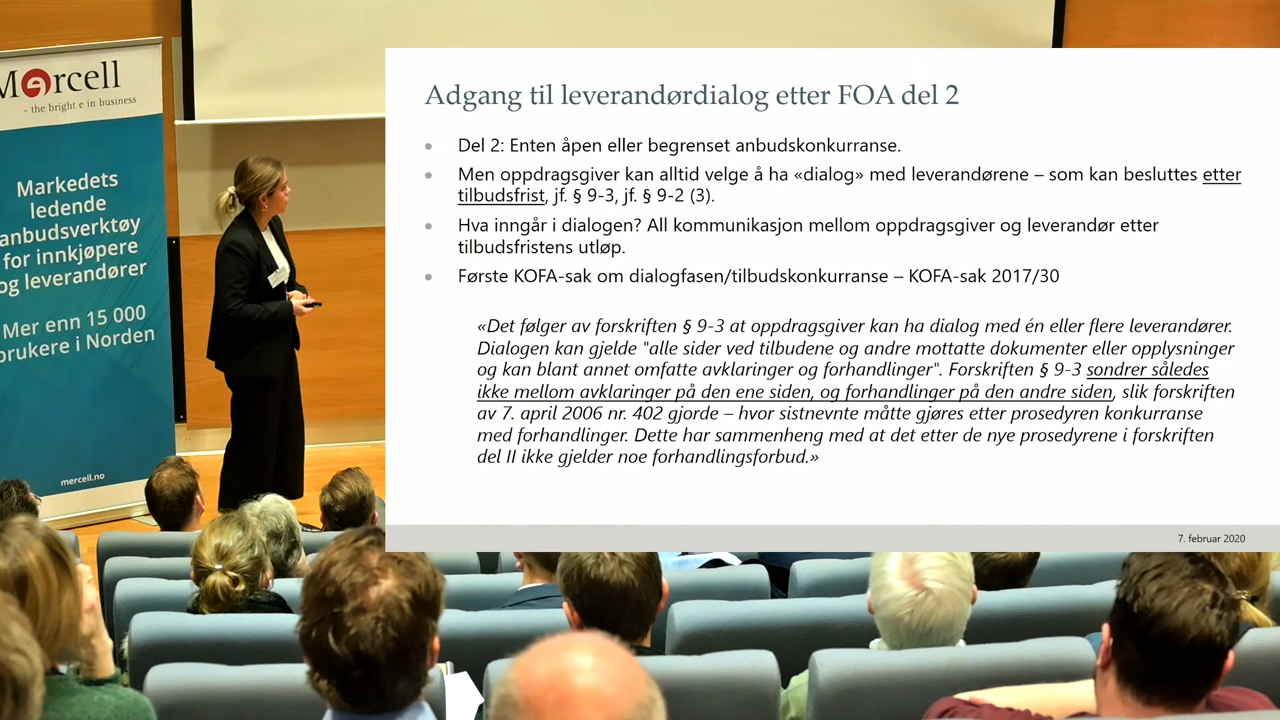 Mercell
- the bright e in business
Markedets
ledende
anbudsverktøy
for innkjøpere
og leverandører
Mer enn 15 000
brukere i Norden
mercell.no
Adgang til leverandørdialog etter FOA del 2
Del 2: Enten åpen eller begrenset anbudskonkurranse.
Men oppdragsgiver kan alltid velge å ha «dialog» med leverandørene – som kan besluttes etter
tilbudsfrist, jf. § 9-3, jf. § 9-2 (3).
Hva inngår i dialogen? All kommunikasjon mellom oppdragsgiver og leverandør etter
tilbudsfristens utløp.
Første KOFA-sak om dialogfasen/tilbudskonkurranse – KOFA-sak 2017/30
«Det følger av forskriften § 9-3 at oppdragsgiver kan ha dialog med én eller flere leverandører.
Dialogen kan gjelde "alle sider ved tilbudene og andre mottatte dokumenter eller opplysninger
og kan blant annet omfatte avklaringer og forhandlinger". Forskriften § 9-3 sondrer således
ikke mellom avklaringer på den ene siden, og forhandlinger på den andre siden, slik forskriften
av 7. april 2006 nr. 402 gjorde – hvor sistnevnte måtte gjøres etter prosedyren konkurranse
med forhandlinger. Dette har sammenheng med at det etter de nye prosedyrene i forskriften
del II ikke gjelder noe forhandlingsforbud.»
7. februar 2020